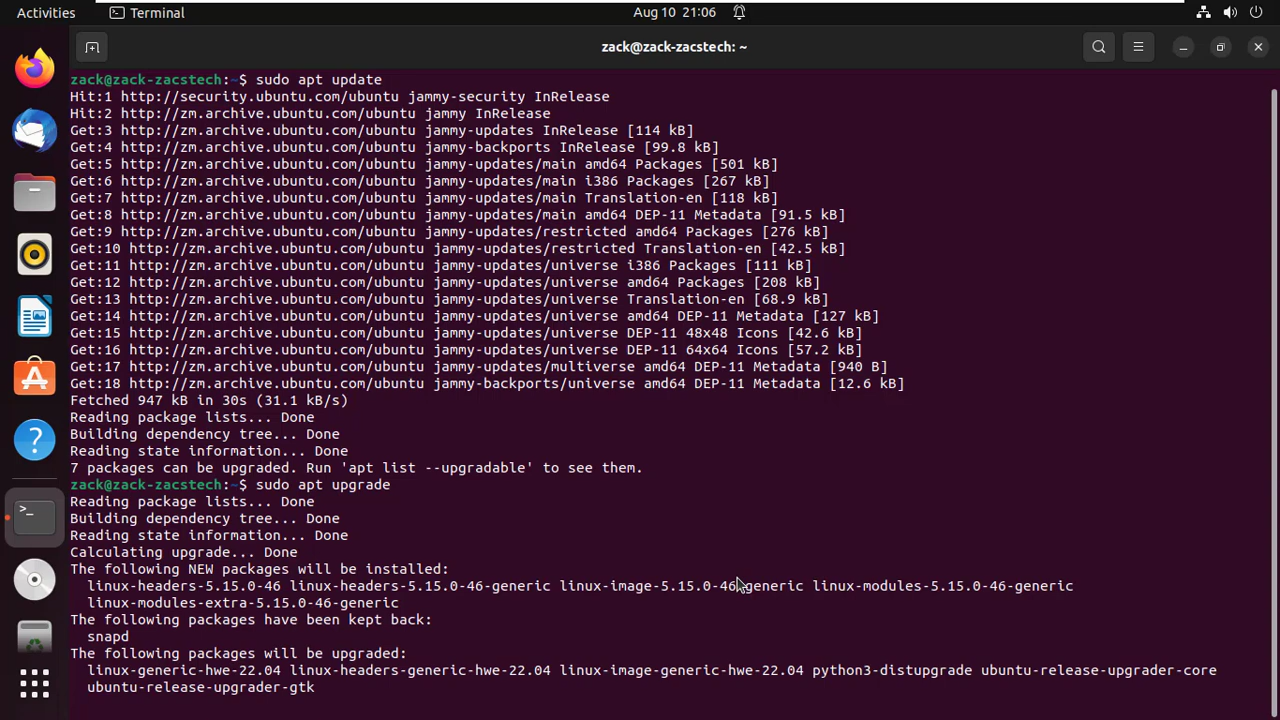 Activities Terminal Aug 10 21:06
zack@zack-zacstech: ~
zack@zack-zacstech:~$ sudo apt update
Hit:1 http://security.ubuntu.com/ubuntu jammy-security InRelease
Hit:2 http://zm.archive.ubuntu.com/ubuntu jammy InRelease
Get:3 http://zm.archive.ubuntu.com/ubuntu jammy-updates InRelease [114 kB]
Get:4 http://zm.archive.ubuntu.com/ubuntu jammy-backports InRelease [99.8 kB]
Get:5 http://zm.archive.ubuntu.com/ubuntu jammy-updates/main amd64 Packages [501 kB]
Get:6 http://zm.archive.ubuntu.com/ubuntu jammy-updates/main i386 Packages [267 kB]
Get:7 http://zm.archive.ubuntu.com/ubuntu jammy-updates/main Translation-en [118 kB]
Get:8 http://zm.archive.ubuntu.com/ubuntu jammy-updates/main amd64 DEP-11 Metadata [91.5 kB]
Get:9 http://zm.archive.ubuntu.com/ubuntu jammy-updates/restricted amd64 Packages [276 kB]
Get:10 http://zm.archive.ubuntu.com/ubuntu jammy-updates/restricted Translation-en [42.5 kB]
Get:11 http://zm.archive.ubuntu.com/ubuntu jammy-updates/universe i386 Packages [111 kB]
Get:12 http://zm.archive.ubuntu.com/ubuntu jammy-updates/universe amd64 Packages [208 kB]
Get:13 http://zm.archive.ubuntu.com/ubuntu jammy-updates/universe Translation-en [68.9 kB]
Get:14 http://zm.archive.ubuntu.com/ubuntu jammy-updates/universe amd64 DEP-11 Metadata [127 kB]
Get:15 http://zm.archive.ubuntu.com/ubuntu jammy-updates/universe DEP-11 48x48 Icons [42.6 kB]
Get:16 http://zm.archive.ubuntu.com/ubuntu jammy-updates/universe DEP-11 64x64 Icons [57.2 kB]
Get:17 http://zm.archive.ubuntu.com/ubuntu jammy-updates/multiverse amd64 DEP-11 Metadata [940 B]
Get:18 http://zm.archive.ubuntu.com/ubuntu jammy-backports/universe amd64 DEP-11 Metadata [12.6 kB]
Fetched 947 kB in 30s (31.1 kB/s)
Reading package lists... Done
Building dependency tree... Done
Reading state information... Done
7 packages can be upgraded. Run 'apt list --upgradable' to see them.
zack@zack-zacstech:~$ sudo apt upgrade
Reading package lists... Done
Building dependency tree... Done
Reading state information... Done
Calculating upgrade... Done
The following NEW packages will be installed:
linux-headers-5.15.0-46 linux-headers-5.15.0-46-generic linux-image-5.15.0-46-generic linux-modules-5.15.0-46-generic
linux-modules-extra-5.15.0-46-generic
The following packages have been kept back:
snapd
The following packages will be upgraded:
linux-generic-hwe-22.04 linux-headers-generic-hwe-22.04 linux-image-generic-hwe-22.04 python3-distupgrade ubuntu-release-upgrader-core
ubuntu-release-upgrader-gtk